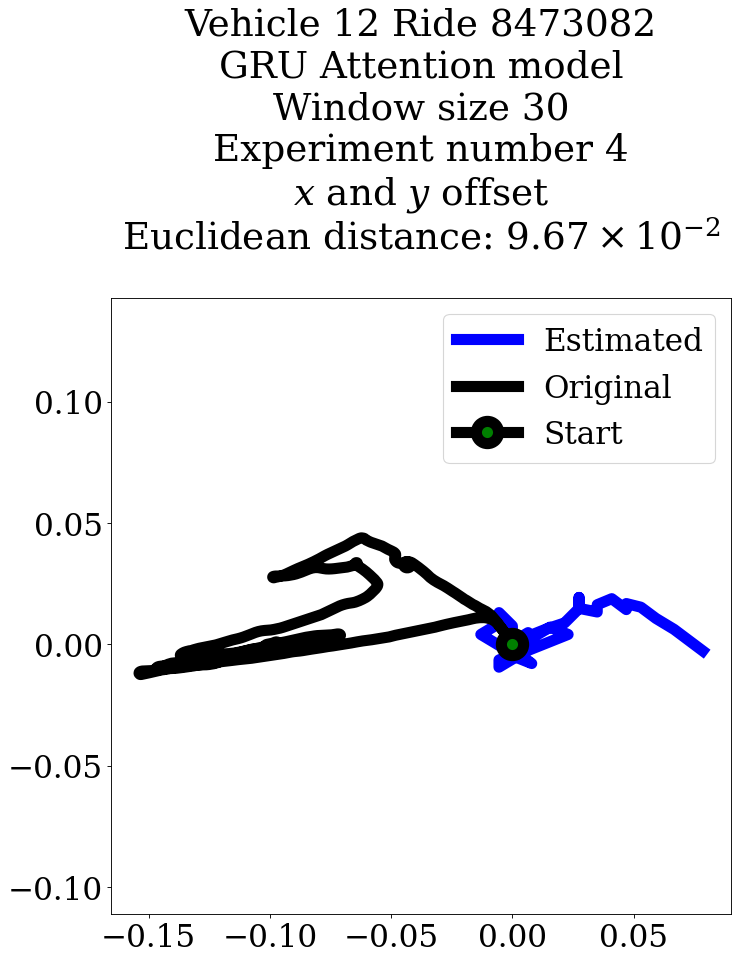 Vehicle 12 Ride 8473082
GRU Attention model
Window size 30
Experiment number 4
x and y offset
Euclidean distance: 9.67 × 10⁻²
Estimated
Original
Start
0.10
0.05
0.00
−0.05
−0.10
−0.15
−0.10
−0.05
0.00
0.05